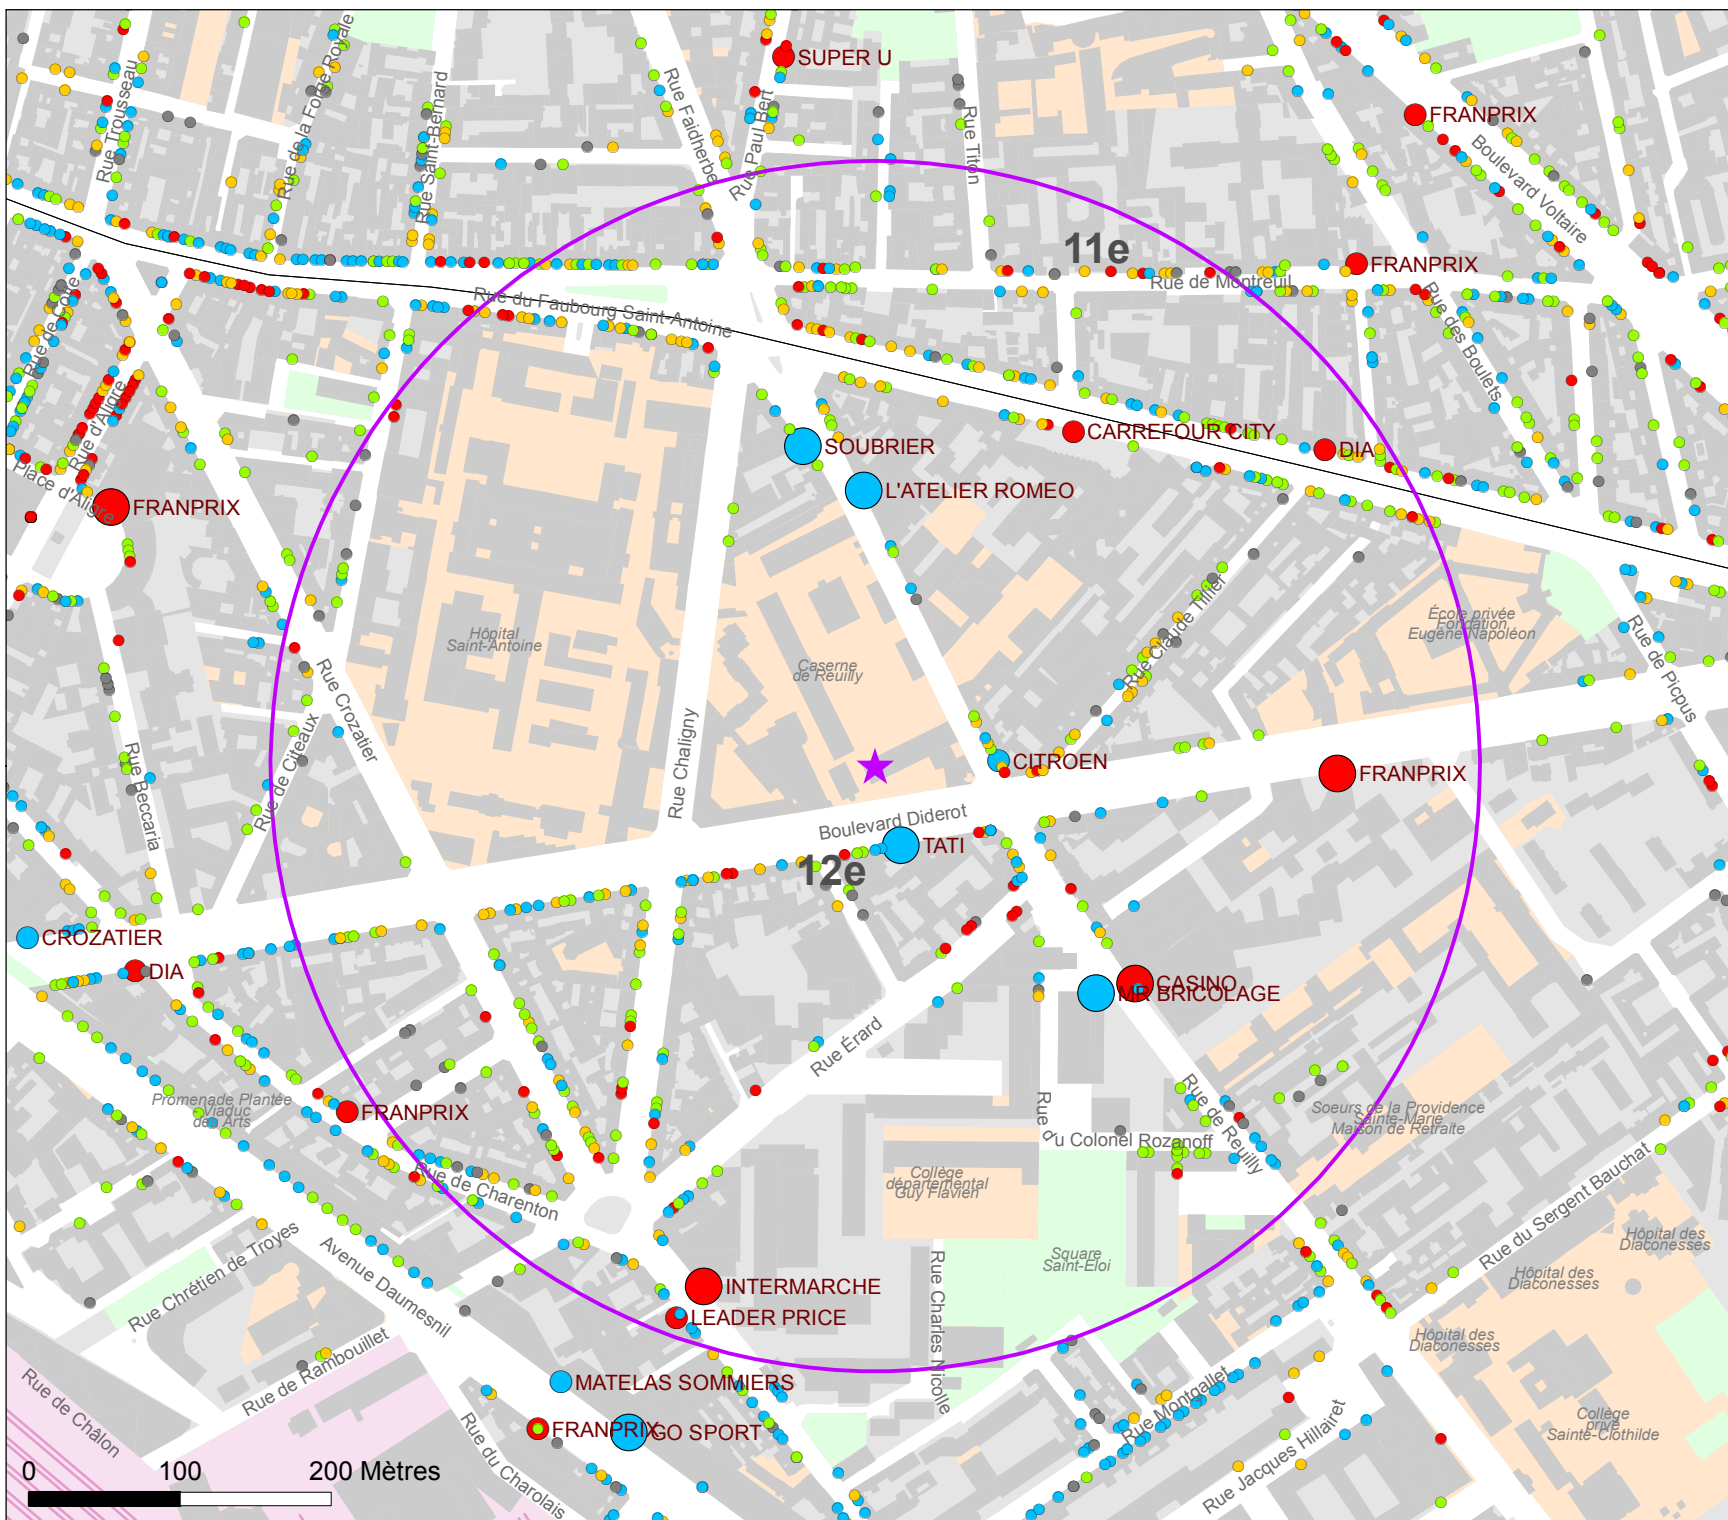 SUPER U
FRANPRIX
Rue Trousseau
Rue de la Forge Royale
Rue Saint-Bernard
Rue Faidherbe
Rue Paul Bert
Rue Titon
Boulevard Voltaire
11e
FRANPRIX
Rue de Montreuil
Rue de Cotte
Rue du Faubourg Saint-Antoine
Rue des Boulets
Rue d'Aligre
CARREFOUR CITY
SOUBRIER
DIA
Place d'Aligre
FRANPRIX
L'ATELIER ROMEO
Hôpital
Saint-Antoine
Caserne
de Reuilly
Rue Claude Tillier
École privée
Fondation
Eugène Napoléon
Rue de Picpus
Rue Crozatier
Rue de Citeaux
Rue Beccaria
Rue Chaligny
CITROEN
FRANPRIX
Boulevard Diderot
TATI
12e
CROZATIER
DIA
CASINO
MR BRICOLAGE
Rue Érard
Promenade Plantée
Viaduc
des Arts
FRANPRIX
Rue de Reuilly
Rue du Colonel Rozanoff
Soeurs de la Providence
Sainte-Marie
Maison de Retraite
Rue de Charenton
Collège
départemental
Guy Flavien
Rue du Sergent Bauchat
Rue Chrétien de Troyes
Avenue Daumesnil
Square
Saint-Éloi
Hôpital des
Diaconesses
Hôpital des
Diaconesses
INTERMARCHE
LEADER PRICE
Rue Charles Nicolle
Hôpital des
Diaconesses
Rue de Rambouillet
MATELAS SOMMIERS
Rue de Châlon
FRANPRIX
GO SPORT
Rue Montgallet
Rue Jacques Hillairet
Collège
privé
Sainte-Clothilde
Rue du Charolais
0 100 200 Mètres